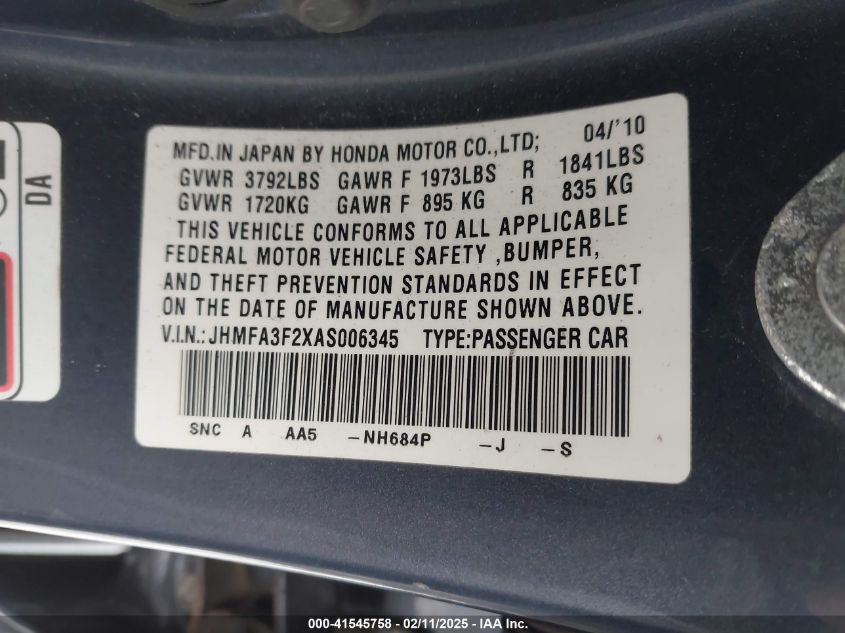 DA
MFD.IN JAPAN BY HONDA MOTOR CO.,LTD; 04/'10
GVWR 3792LBS GAWR F 1973LBS R 1841LBS
GVWR 1720KG GAWR F 895 KG R 835 KG
THIS VEHICLE CONFORMS TO ALL APPLICABLE
FEDERAL MOTOR VEHICLE SAFETY ,BUMPER,
AND THEFT PREVENTION STANDARDS IN EFFECT
ON THE DATE OF MANUFACTURE SHOWN ABOVE.
V.I.N.:JHMFA3F2XAS006345 TYPE:PASSENGER CAR
SNC A AA5 -NH684P -J -S
000-41545758 - 02/11/2025 - IAA Inc.